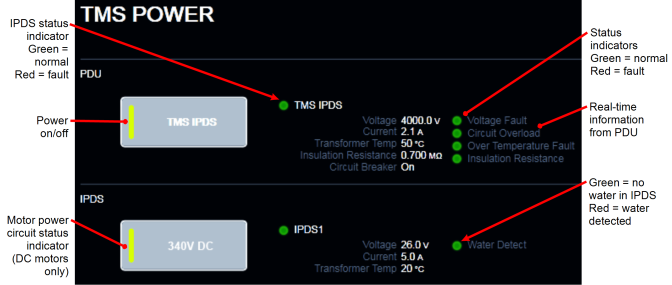 TMS POWER
IPDS status
indicator
Green =
normal
Red = fault
Status
indicators
Green = normal
Red = fault
PDU
TMS IPDS
Power
on/off
TMS IPDS
Voltage 4000.0 V
Current 2.1 A
Transformer Temp 50 °C
Insulation Resistance 0.700 MΩ
Circuit Breaker On
Voltage Fault
Circuit Overload
Over Temperature Fault
Insulation Resistance
Real-time
information
from PDU
IPDS
Green = no
water in IPDS
Red = water
detected
Motor power
circuit status
indicator
(DC motors
only)
340V DC
IPDS1
Voltage 26.0 V
Current 5.0 A
Transformer Temp 20 °C
Water Detect